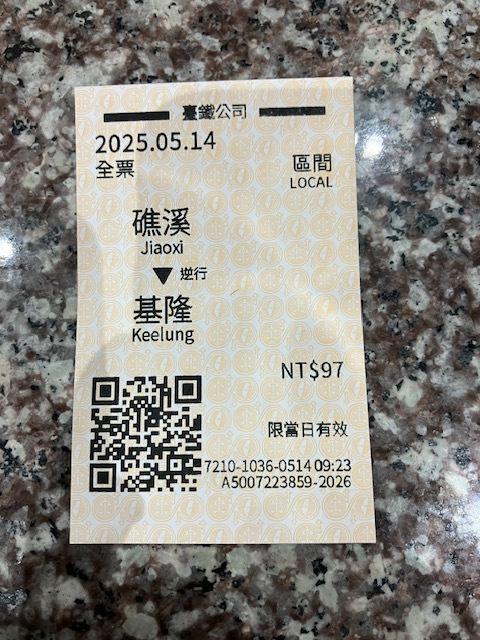 臺鐵公司
2025.05.14
全票
區間
LOCAL
礁溪
Jiaoxi
▼ 逆行
基隆
Keelung
NT$97
限當日有效
7210-1036-0514 09:23
A5007223859-2026